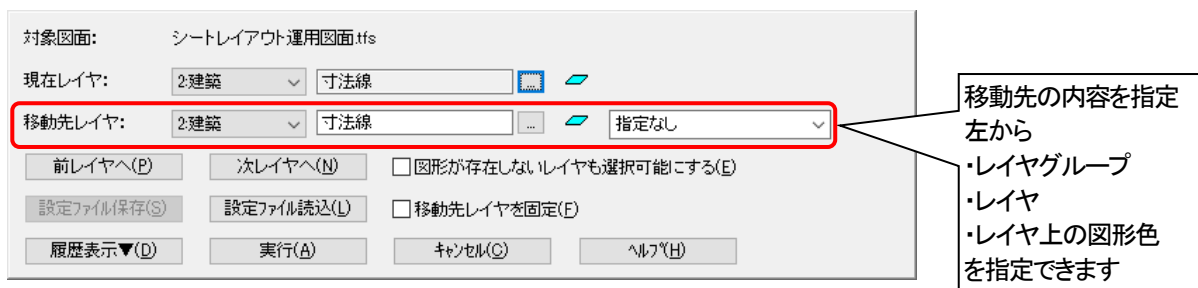 対象図面: シートレイアウト運用図面.tfs
現在レイヤ: 2:建築 寸法線 ...
移動先レイヤ: 2:建築 寸法線 ... 指定なし
前レイヤへ(P) 次レイヤへ(N) 図形が存在しないレイヤも選択可能にする(E)
設定ファイル保存(S) 設定ファイル読込(L) 移動先レイヤを固定(F)
履歴表示▼(D) 実行(A) キャンセル(C) ヘルプ(H)
移動先の内容を指定
左から
・レイヤグループ
・レイヤ
・レイヤ上の図形色
を指定できます